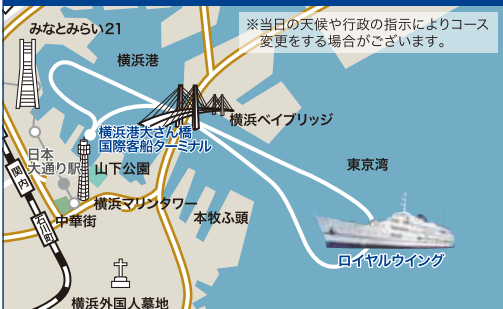 みなとみらい21
※当日の天候や行政の指示によりコース
変更をする場合がございます。
横浜港
横浜ベイブリッジ
横浜港大さん橋
国際客船ターミナル
日本
大通り駅
山下公園
東京湾
関内
横浜マリンタワー
石川町
中華街
本牧ふ頭
ロイヤルウイング
横浜外国人墓地